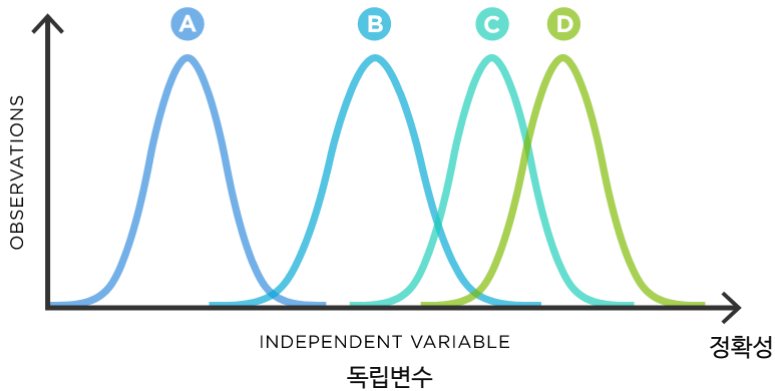 A
B
C
D
OBSERVATIONS
INDEPENDENT VARIABLE
정확성
독립변수